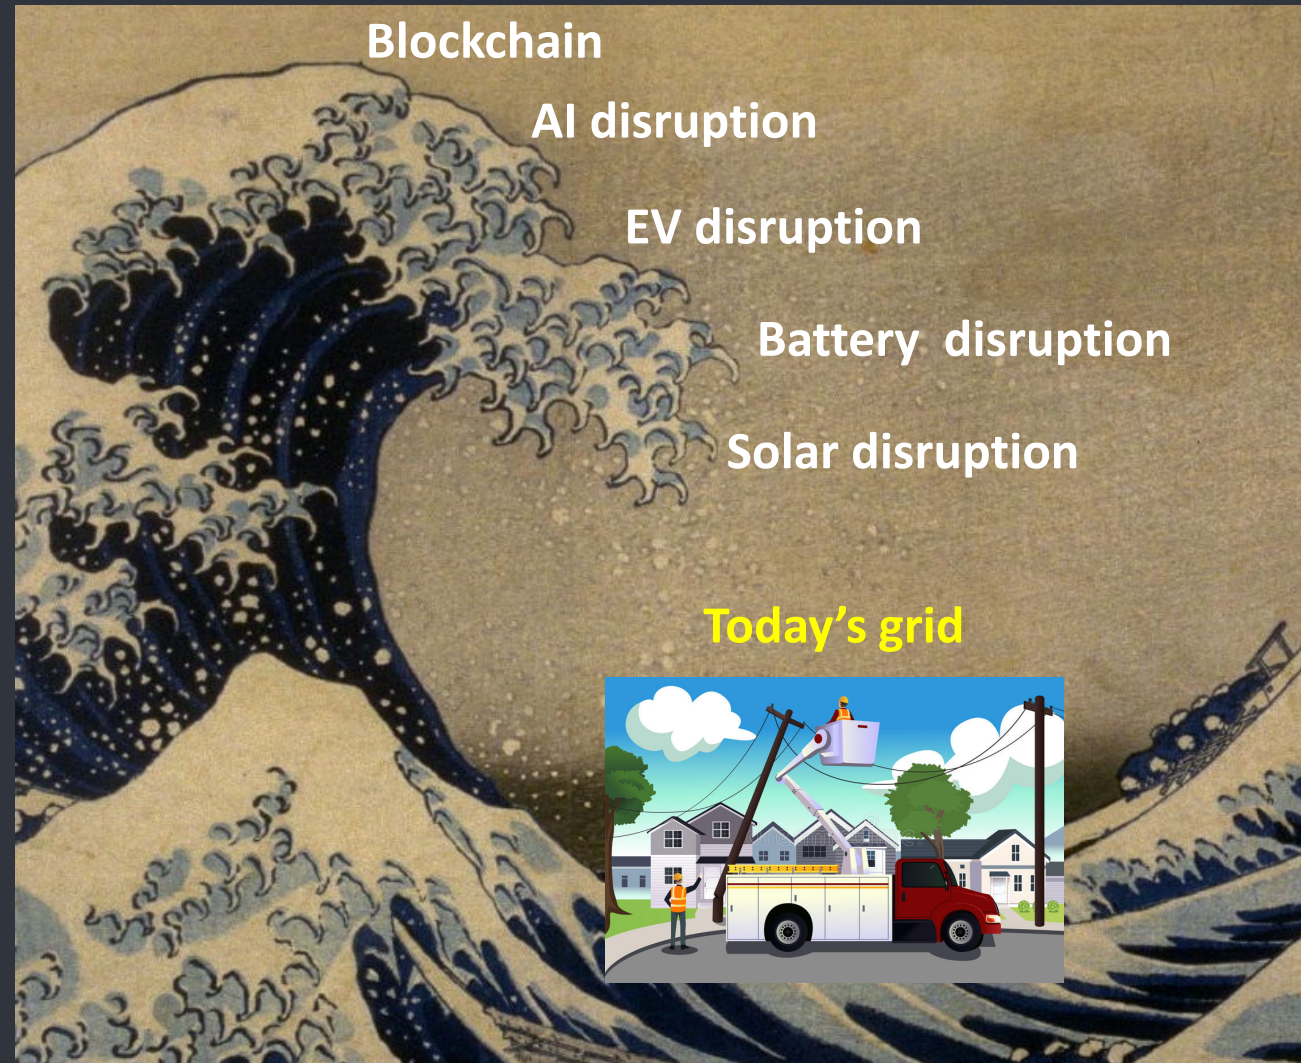 Blockchain
AI disruption
EV disruption
Battery  disruption
Solar disruption
Today’s grid